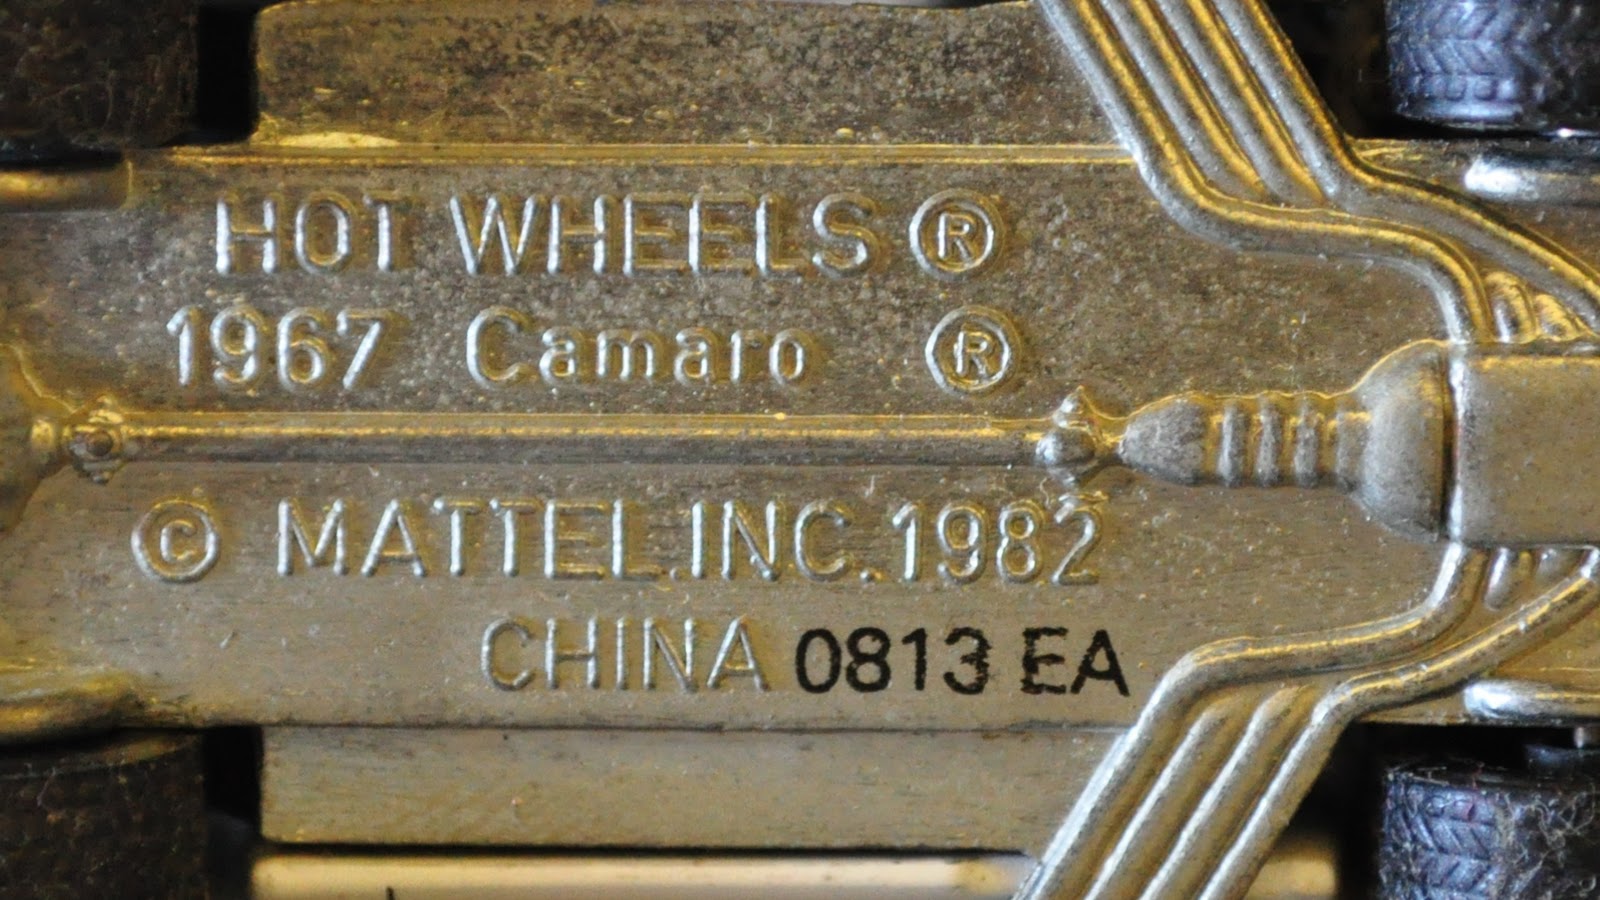 HOT WHEELS ®
1967 Camaro ®
© MATTEL.INC.1982
CHINA 0813 EA